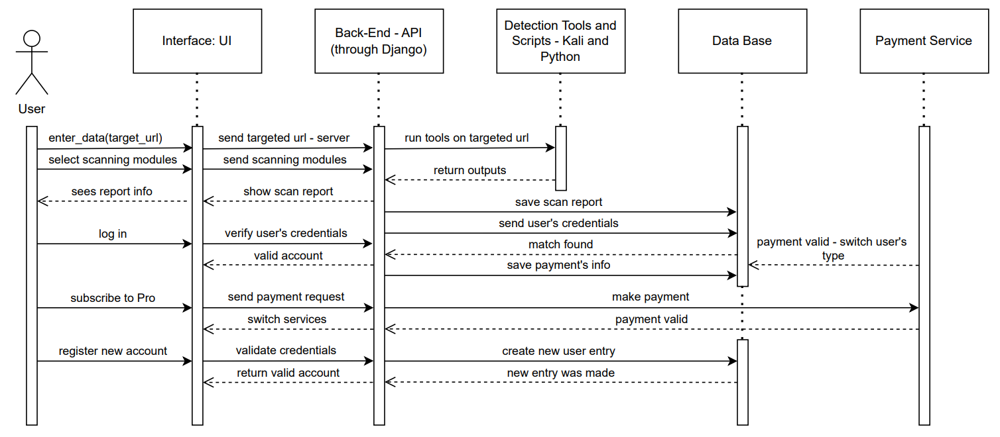 Interface: UI
Back-End - API
(through Django)
Detection Tools and
Scripts - Kali and
Python
Data Base
Payment Service
User
enter_data(target_url)
send targeted url - server
run tools on targeted url
select scanning modules
send scanning modules
return outputs
sees report info
show scan report
save scan report
send user's credentials
log in
verify user's credentials
match found
payment valid - switch user's
type
valid account
save payment's info
subscribe to Pro
send payment request
make payment
switch services
payment valid
register new account
validate credentials
create new user entry
return valid account
new entry was made